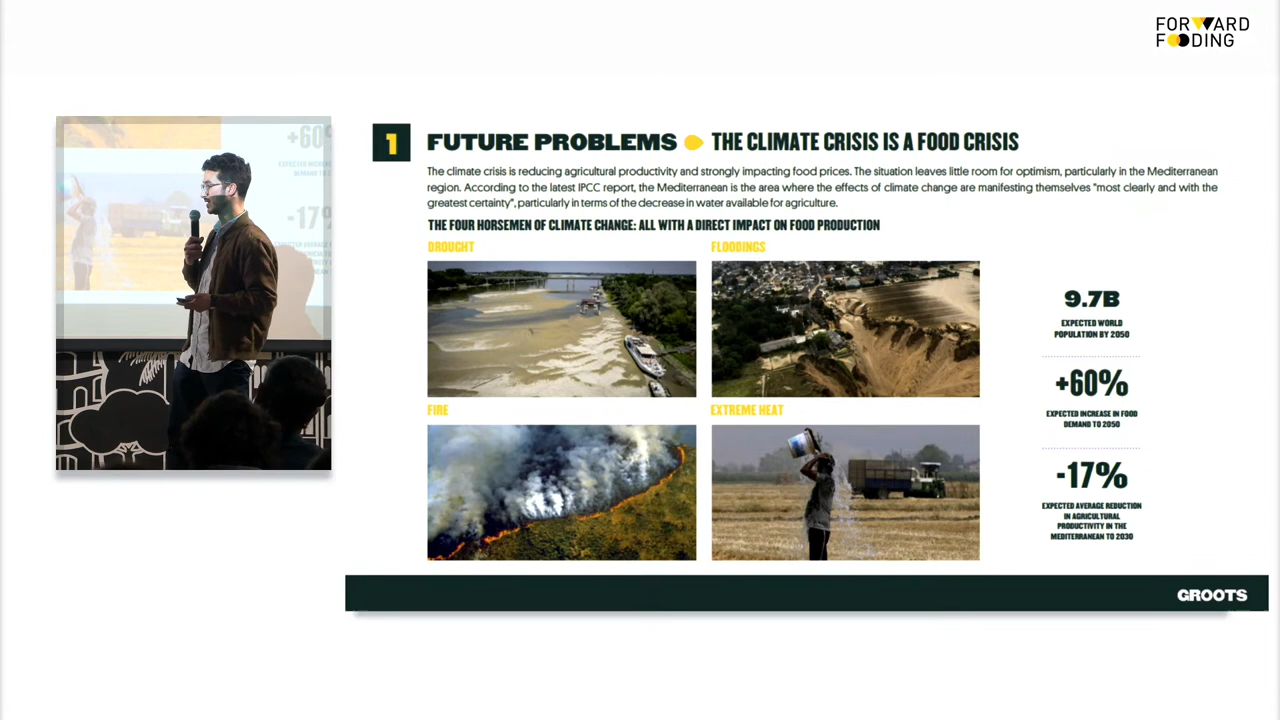 FORWARD
FOODING
1
FUTURE PROBLEMS THE CLIMATE CRISIS IS A FOOD CRISIS
The climate crisis is reducing agricultural productivity and strongly impacting food prices. The situation leaves little room for optimism, particularly in the Mediterranean
region. According to the latest IPCC report, the Mediterranean is the area where the effects of climate change are manifesting themselves "most clearly and with the
greatest certainty", particularly in terms of the decrease in water available for agriculture.
THE FOUR HORSEMEN OF CLIMATE CHANGE: ALL WITH A DIRECT IMPACT ON FOOD PRODUCTION
DROUGHT
FLOODINGS
FIRE
EXTREME HEAT
9.7B
EXPECTED WORLD
POPULATION BY 2050
+60%
EXPECTED INCREASE IN FOOD
DEMAND TO 2050
-17%
EXPECTED AVERAGE REDUCTION
IN AGRICULTURAL
PRODUCTIVITY IN THE
MEDITERRANEAN TO 2030
GROOTS
+60
-17%